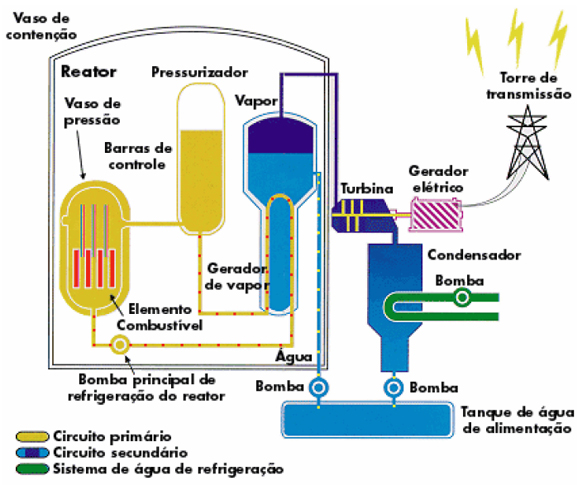 Vaso de
contenção
Reator
Pressurizador
Vaso de
pressão
Vapor
Barras de
controle
Torre de
transmissão
Turbina
Gerador
elétrico
Condensador
Bomba
Gerador
de vapor
Elemento
Combustível
Água
Bomba principal de
refrigeração do reator
Bomba
Bomba
Tanque de água
de alimentação
Circuito primário
Circuito secundário
Sistema de água de refrigeração